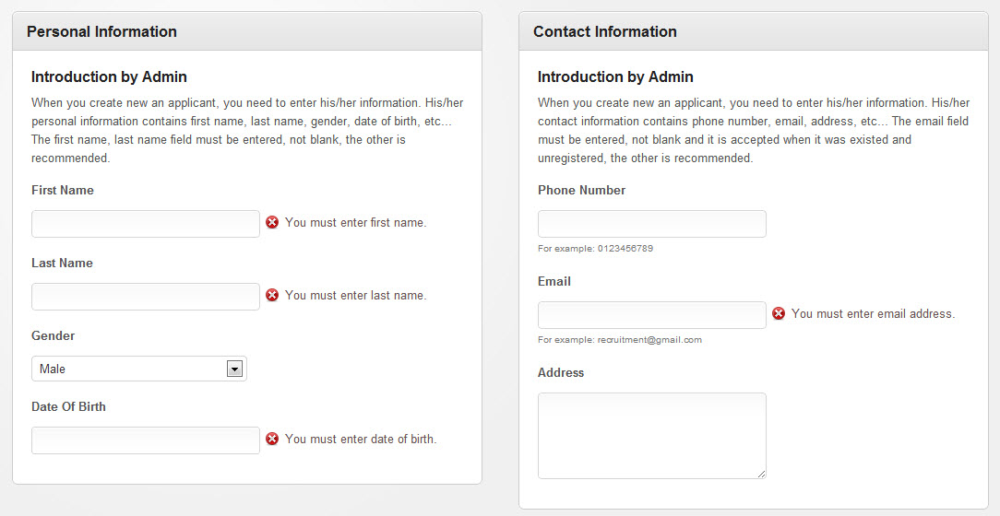 Personal Information
Introduction by Admin
When you create new an applicant, you need to enter his/her information. His/her
personal information contains first name, last name, gender, date of birth, etc...
The first name, last name field must be entered, not blank, the other is
recommended.
First Name
You must enter first name.
Last Name
You must enter last name.
Gender
Male
Date Of Birth
You must enter date of birth.
Contact Information
Introduction by Admin
When you create new an applicant, you need to enter his/her information. His/her
contact information contains phone number, email, address, etc... The email field
must be entered, not blank and it is accepted when it was existed and
unregistered, the other is recommended.
Phone Number
For example: 0123456789
Email
You must enter email address.
For example: recruitment@gmail.com
Address